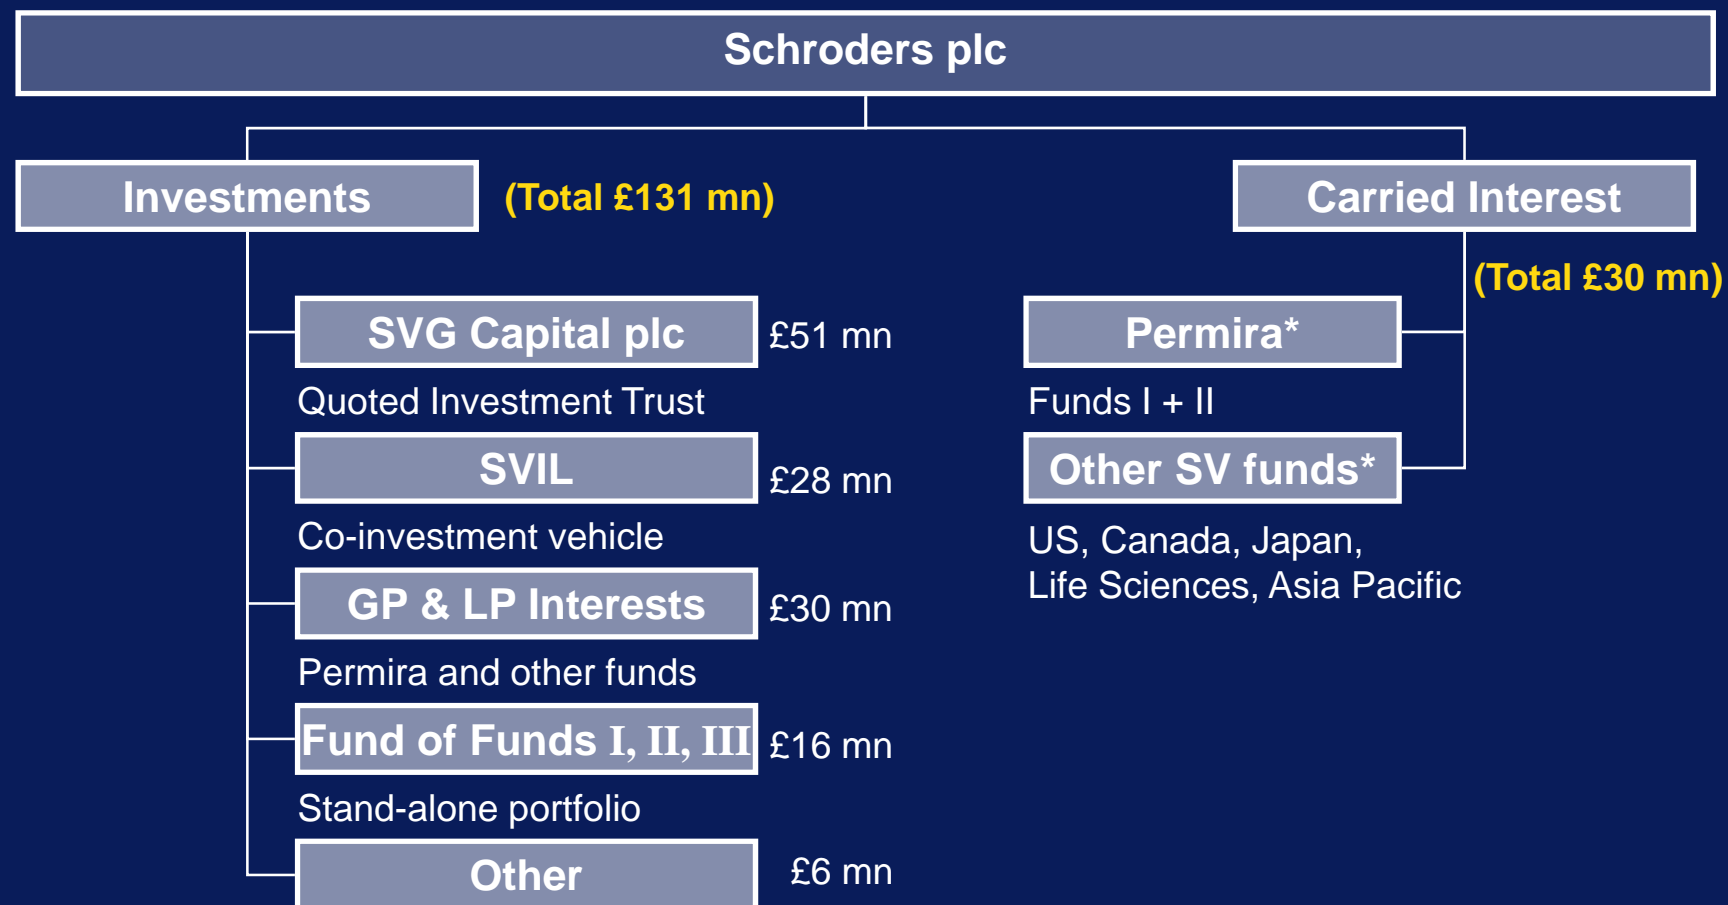 Schroders plc
Investments
(Total £131 mn)
Carried Interest
(Total £30 mn)
SVG Capital plc
£51 mn
Quoted Investment Trust
SVIL
£28 mn
Co-investment vehicle
GP & LP Interests
£30 mn
Permira and other funds
Fund of Funds I, II, III
£16 mn
Stand-alone portfolio
Other
£6 mn
Permira*
Funds I + II
Other SV funds*
US, Canada, Japan,
Life Sciences, Asia Pacific